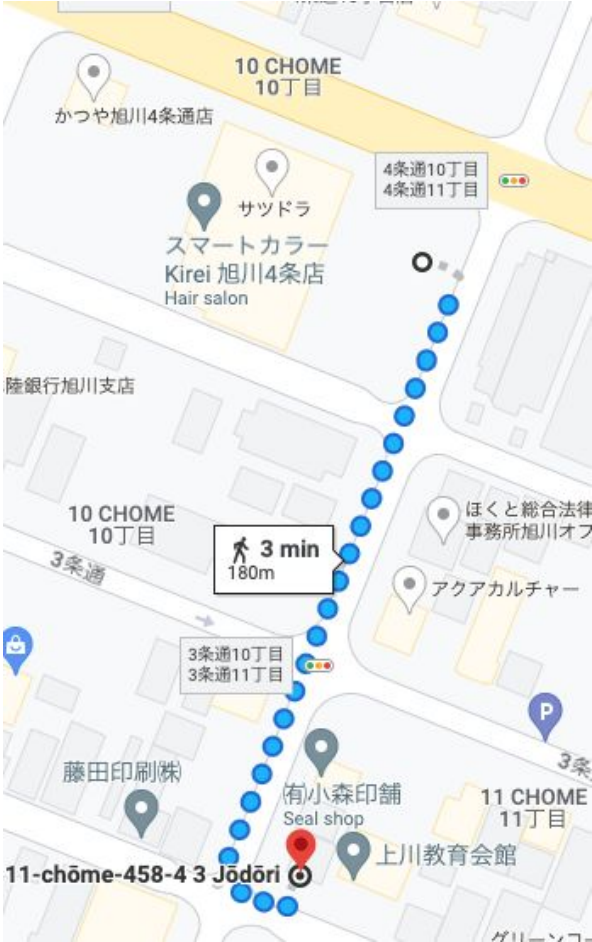 10 CHOME
10丁目
かつや旭川4条通店
4条通10丁目
4条通11丁目
サツドラ
スマートカラー
Kirei 旭川4条店
Hair salon
陸銀行旭川支店
10 CHOME
10丁目
ほくと総合法律
事務所旭川オフ
3 min
180m
3条通
アクアカルチャー
3条通10丁目
3条通11丁目
P
3条
藤田印刷㈱
㈲小森印舗
Seal shop
11 CHOME
11丁目
上川教育会館
11-chōme-458-4 3 Jōdōri
グリーンコー